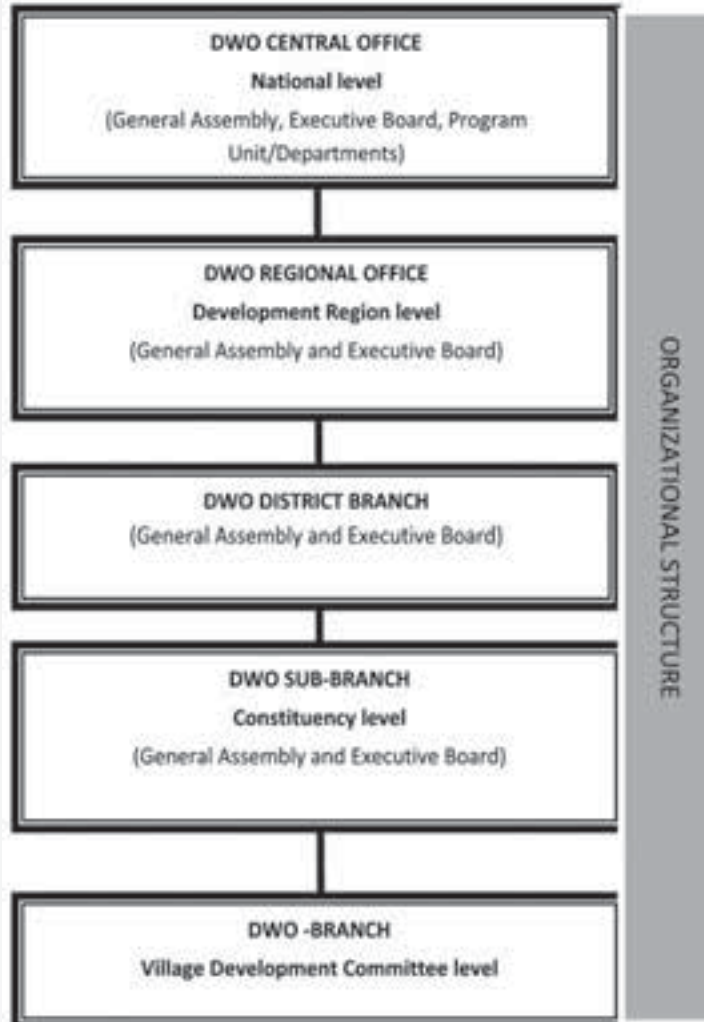 DWO CENTRAL OFFICE
National level
(General Assembly, Executive Board, Program
Unit/Departments)
DWO REGIONAL OFFICE
Development Region level
(General Assembly and Executive Board)
DWO DISTRICT BRANCH
(General Assembly and Executive Board)
DWO SUB-BRANCH
Constituency level
(General Assembly and Executive Board)
DWO -BRANCH
Village Development Committee level
ORGANIZATIONAL STRUCTURE